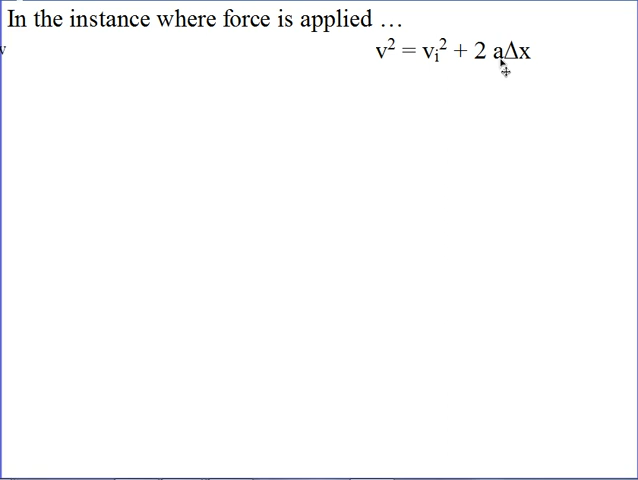 In the instance where force is applied …
v² = vᵢ² + 2 aΔx
v